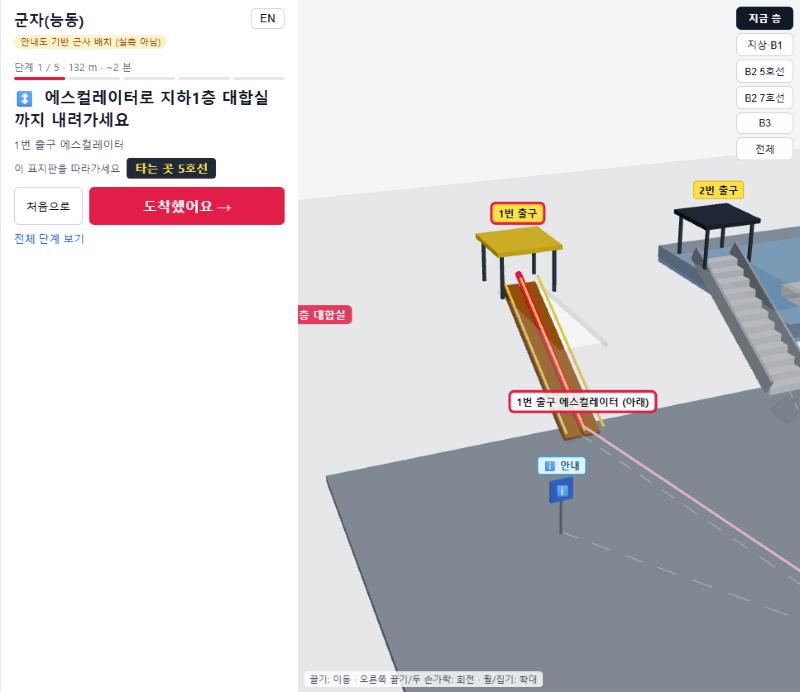 군자(능동)
EN
안내도 기반 근사 배치 (실측 아님)
단계 1 / 5 · 132 m · ~2 분
에스컬레이터로 지하1층 대합실
까지 내려가세요
1번 출구 에스컬레이터
이 표지판을 따라가세요 타는 곳 5호선
처음으로
도착했어요 →
전체 단계 보기
지금 층
지상·B1
B2 5호선
B2 7호선
B3
전체
2번 출구
1번 출구
층 대합실
1번 출구 에스컬레이터 (아래)
ℹ 안내
ℹ
끌기: 이동 · 오른쪽 끌기/두 손가락: 회전 · 휠/집기: 확대